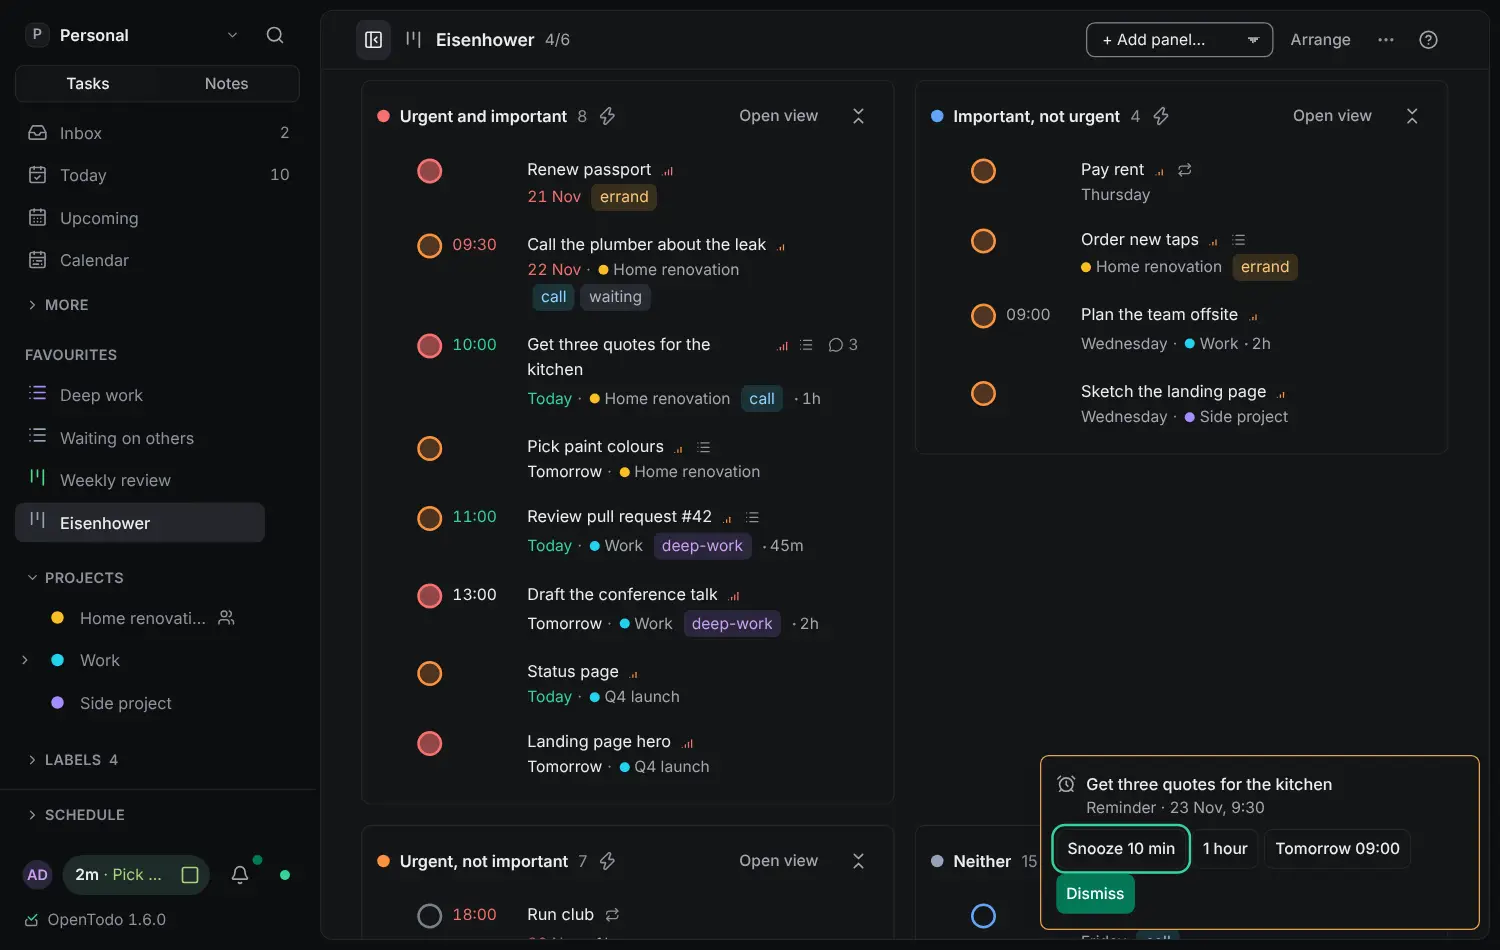 P Personal
Tasks Notes
Inbox 2
Today 10
Upcoming
Calendar
MORE
FAVOURITES
Deep work
Waiting on others
Weekly review
Eisenhower
PROJECTS
Home renovati...
Work
Side project
LABELS 4
SCHEDULE
AD 2m · Pick ...
OpenTodo 1.6.0
Eisenhower 4/6
+ Add panel... Arrange
Urgent and important 8 Open view
Renew passport
21 Nov errand
09:30 Call the plumber about the leak
22 Nov · Home renovation
call waiting
10:00 Get three quotes for the 3
kitchen
Today · Home renovation call · 1h
Pick paint colours
Tomorrow · Home renovation
11:00 Review pull request #42
Today · Work deep-work · 45m
13:00 Draft the conference talk
Tomorrow · Work deep-work · 2h
Status page
Today · Q4 launch
Landing page hero
Tomorrow · Q4 launch
Important, not urgent 4 Open view
Pay rent
Thursday
Order new taps
Home renovation errand
09:00 Plan the team offsite
Wednesday · Work · 2h
Sketch the landing page
Wednesday · Side project
Urgent, not important 7 Open view
18:00 Run club
Neither 15
Friday call
Get three quotes for the kitchen
Reminder · 23 Nov, 9:30
Snooze 10 min 1 hour Tomorrow 09:00
Dismiss